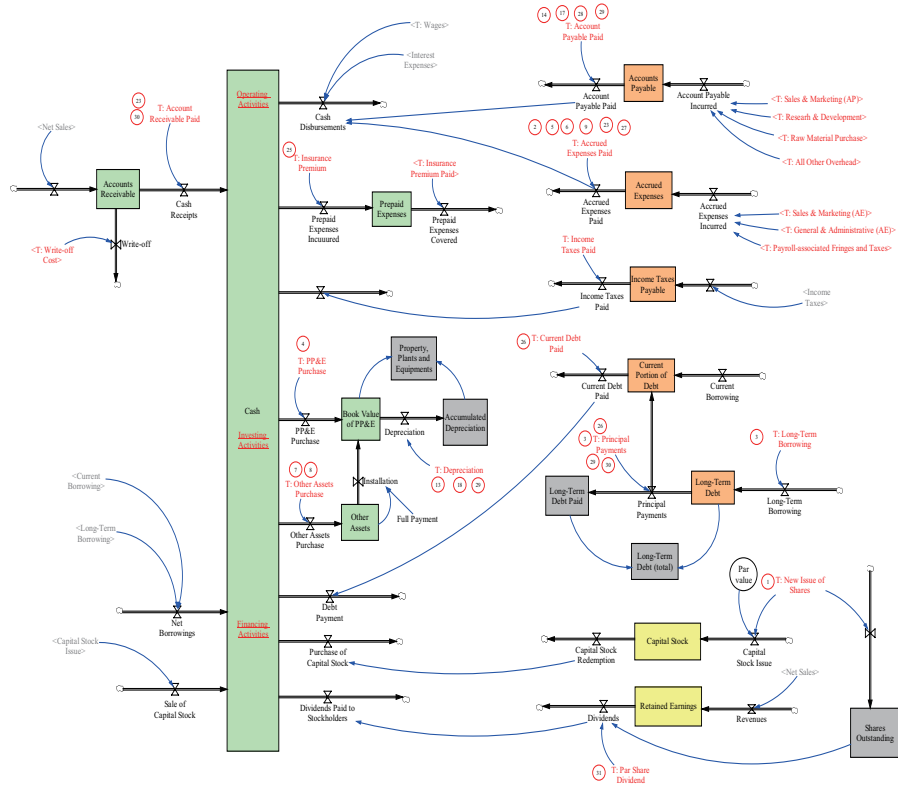 14
17
28
29
T: Account
Payable Paid
<T: Wages>
<Interest
Expenses>
Operating
Activities
Cash
Disbursements
Account
Payable Paid
Accounts
Payable
Account Payable
Incurred
<T: Sales & Marketing (AP)>
<T: Research & Development>
<T: Raw Material Purchase>
<T: All Other Overhead>
23
30
T: Account
Receivable Paid
<Net Sales>
Accounts
Receivable
Cash
Receipts
<T: Write-off
Cost>
Write-off
25
T: Insurance
Premium
<T: Insurance
Premium Paid>
Prepaid
Expenses
Incuured
Prepaid
Expenses
Prepaid
Expenses
Covered
2
5
6
9
23
27
T: Accrued
Expenses Paid
Accrued
Expenses Paid
Accrued
Expenses
Accrued
Expenses
Incurred
<T: Sales & Marketing (AE)>
<T: General & Administrative (AE)>
<T: Payroll-associated Fringes and Taxes>
T: Income
Taxes Paid
Income Taxes
Paid
Income Taxes
Payable
<Income
Taxes>
4
T: PP&E
Purchase
Property,
Plants and
Equipments
Cash
Investing
Activities
PP&E
Purchase
Book Value
of PP&E
Depreciation
Accumulated
Depreciation
T: Depreciation
13
18
29
7
8
T: Other Assets
Purchase
Installation
Other Assets
Purchase
Other
Assets
Full Payment
26
T: Current Debt
Paid
Current Debt
Paid
Current
Portion of
Debt
Current
Borrowing
26
3
T: Principal
Payments
29
30
Long-Term
Debt Paid
Principal
Payments
Long-Term
Debt
3
T: Long-Term
Borrowing
Long-Term
Borrowing
Long-Term
Debt (total)
<Current
Borrowing>
<Long-Term
Borrowing>
Net
Borrowings
Financing
Activities
Debt
Payment
<Capital Stock
Issue>
Sale of
Capital Stock
Purchase of
Capital Stock
Dividends Paid to
Stockholders
Par
value
1
T: New Issue of
Shares
Capital Stock
Redemption
Capital Stock
Capital
Stock Issue
<Net Sales>
Dividends
Retained Earnings
Revenues
Shares
Outstanding
31
T: Par Share
Dividend